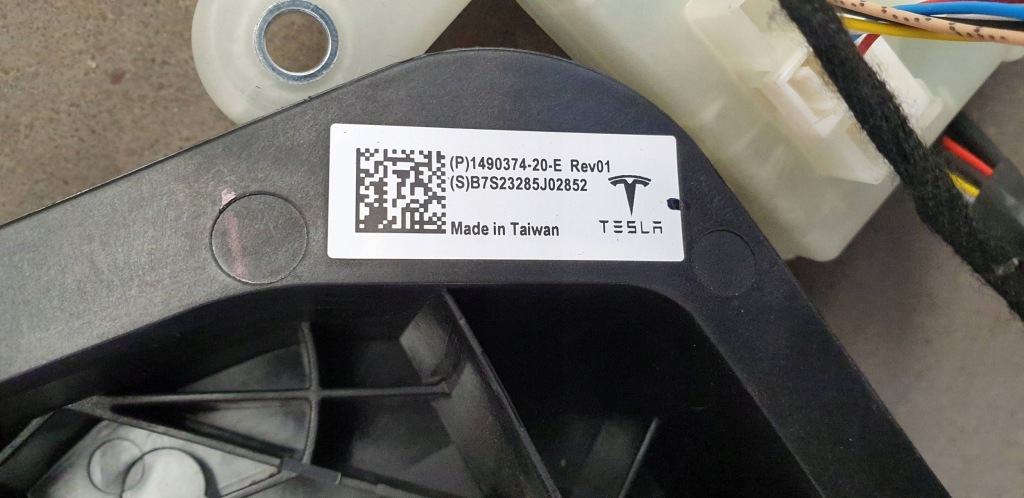 (P)1490374-20-E Rev01
(S)B7S23285J02852
Made in Taiwan
TESLA